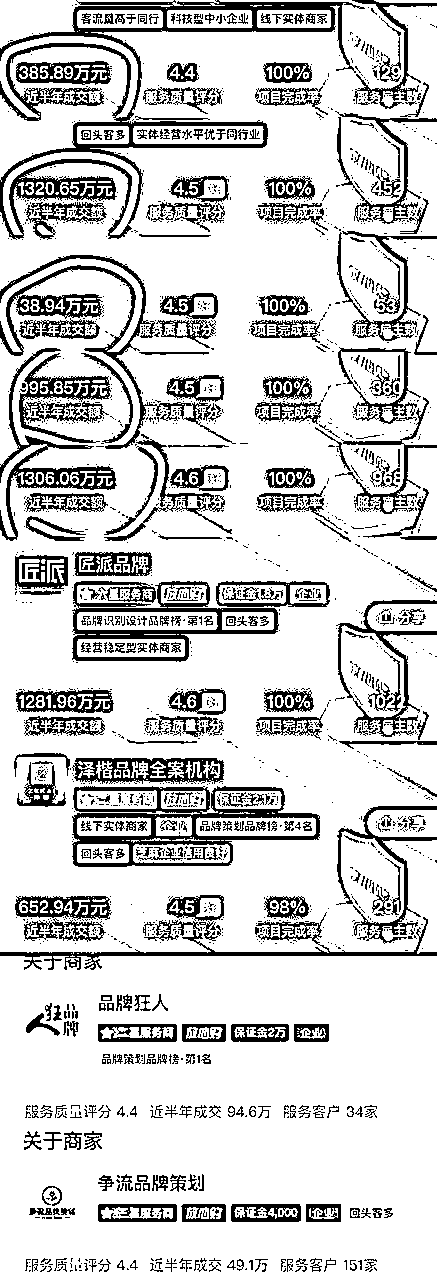 客流量高于同行 科技型中小企业 线下实体商家
385.89万元 4.4 100% 129
近半年成交额 服务质量评分 项目完成率 服务雇主数
回头客多 实体经营水平优于同行业
1320.65万元 4.5 100% 452
近半年成交额 服务质量评分 项目完成率 服务雇主数
38.94万元 4.5 100% 63
近半年成交额 服务质量评分 项目完成率 服务雇主数
995.85万元 4.5 100% 360
近半年成交额 服务质量评分 项目完成率 服务雇主数
1306.06万元 4.6 100% 968
近半年成交额 服务质量评分 项目完成率 服务雇主数
匠派 匠派品牌
服务商 放心购 保证金1.8万 企业
品牌识别设计品牌榜·第1名 回头客多
分享
经营稳定型实体商家
1281.96万元 4.6 100% 1022
近半年成交额 服务质量评分 项目完成率 服务雇主数
泽楷品牌全案机构
服务商 放心购 保证金2.1万
线下实体商家 品牌策划品牌榜·第4名
分享
回头客多 芝麻企业信用良好
652.94万元 4.5 98% 291
近半年成交额 服务质量评分 项目完成率 服务雇主数
关于商家
狂人品牌 品牌狂人
服务商 放心购 保证金2万 企业
品牌策划品牌榜·第1名
服务质量评分 4.4 近半年成交 94.6万 服务客户 34家
关于商家
争流品牌策划
服务商 放心购 保证金4,000 企业 回头客多
服务质量评分 4.4 近半年成交 49.1万 服务客户 151家